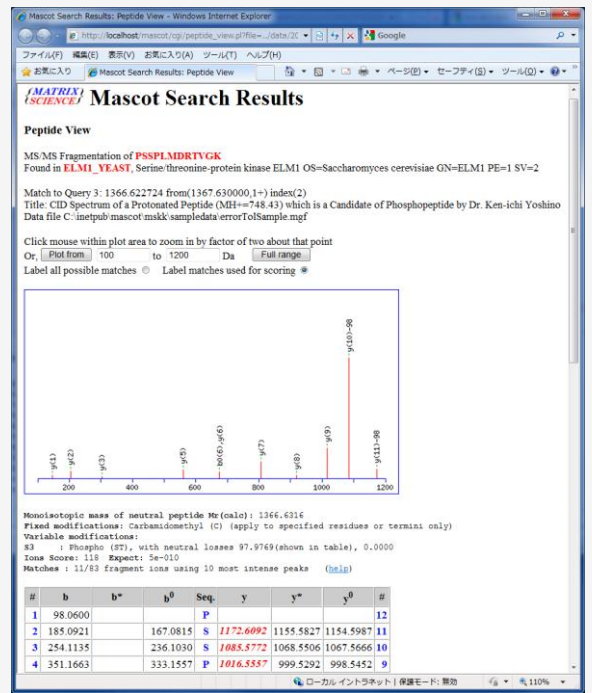 Mascot Search Results: Peptide View - Windows Internet Explorer
http://localhost/mascot/cgi/peptide_view.pl?file=../data/2C
Google
ファイル(F) 編集(E) 表示(V) お気に入り(A) ツール(T) ヘルプ(H)
お気に入り Mascot Search Results: Peptide View ページ(P) セーフティ(S) ツール(O)
{MATRIX} {SCIENCE} Mascot Search Results
Peptide View
MS/MS Fragmentation of PSSPLMDRTVGK
Found in ELM1_YEAST, Serine/threonine-protein kinase ELM1 OS=Saccharomyces cerevisiae GN=ELM1 PE=1 SV=2
Match to Query 3: 1366.622724 from(1367.630000,1+) index(2)
Title: CID Spectrum of a Protonated Peptide (MH+=748.43) which is a Candidate of Phosphopeptide by Dr. Ken-ichi Yoshino
Data file C:\inetpub\mascot\mskk\sampledata\errorTolSample.mgf
Click mouse within plot area to zoom in by factor of two about that point
Or, Plot from 100 to 1200 Da Full range
Label all possible matches Label matches used for scoring
y(1) y(2) y(3) y(5) b0(6),y(6) y(7) y(8) y(9) y(10)-98 y(11)-98
200 400 600 800 1000 1200
Monoisotopic mass of neutral peptide Mr(calc): 1366.6316
Fixed modifications: Carbamidomethyl (C) (apply to specified residues or termini only)
Variable modifications:
S3 : Phospho (ST), with neutral losses 97.9769(shown in table), 0.0000
Ions Score: 118 Expect: 5e-010
Matches : 11/83 fragment ions using 10 most intense peaks (help)
# b b* b0 Seq. y y* y0 #
1 98.0600 P 12
2 185.0921 167.0815 S 1172.6092 1155.5827 1154.5987 11
3 254.1135 236.1030 S 1085.5772 1068.5506 1067.5666 10
4 351.1663 333.1557 P 1016.5557 999.5292 998.5452 9
ローカル イントラネット | 保護モード: 無効 110%